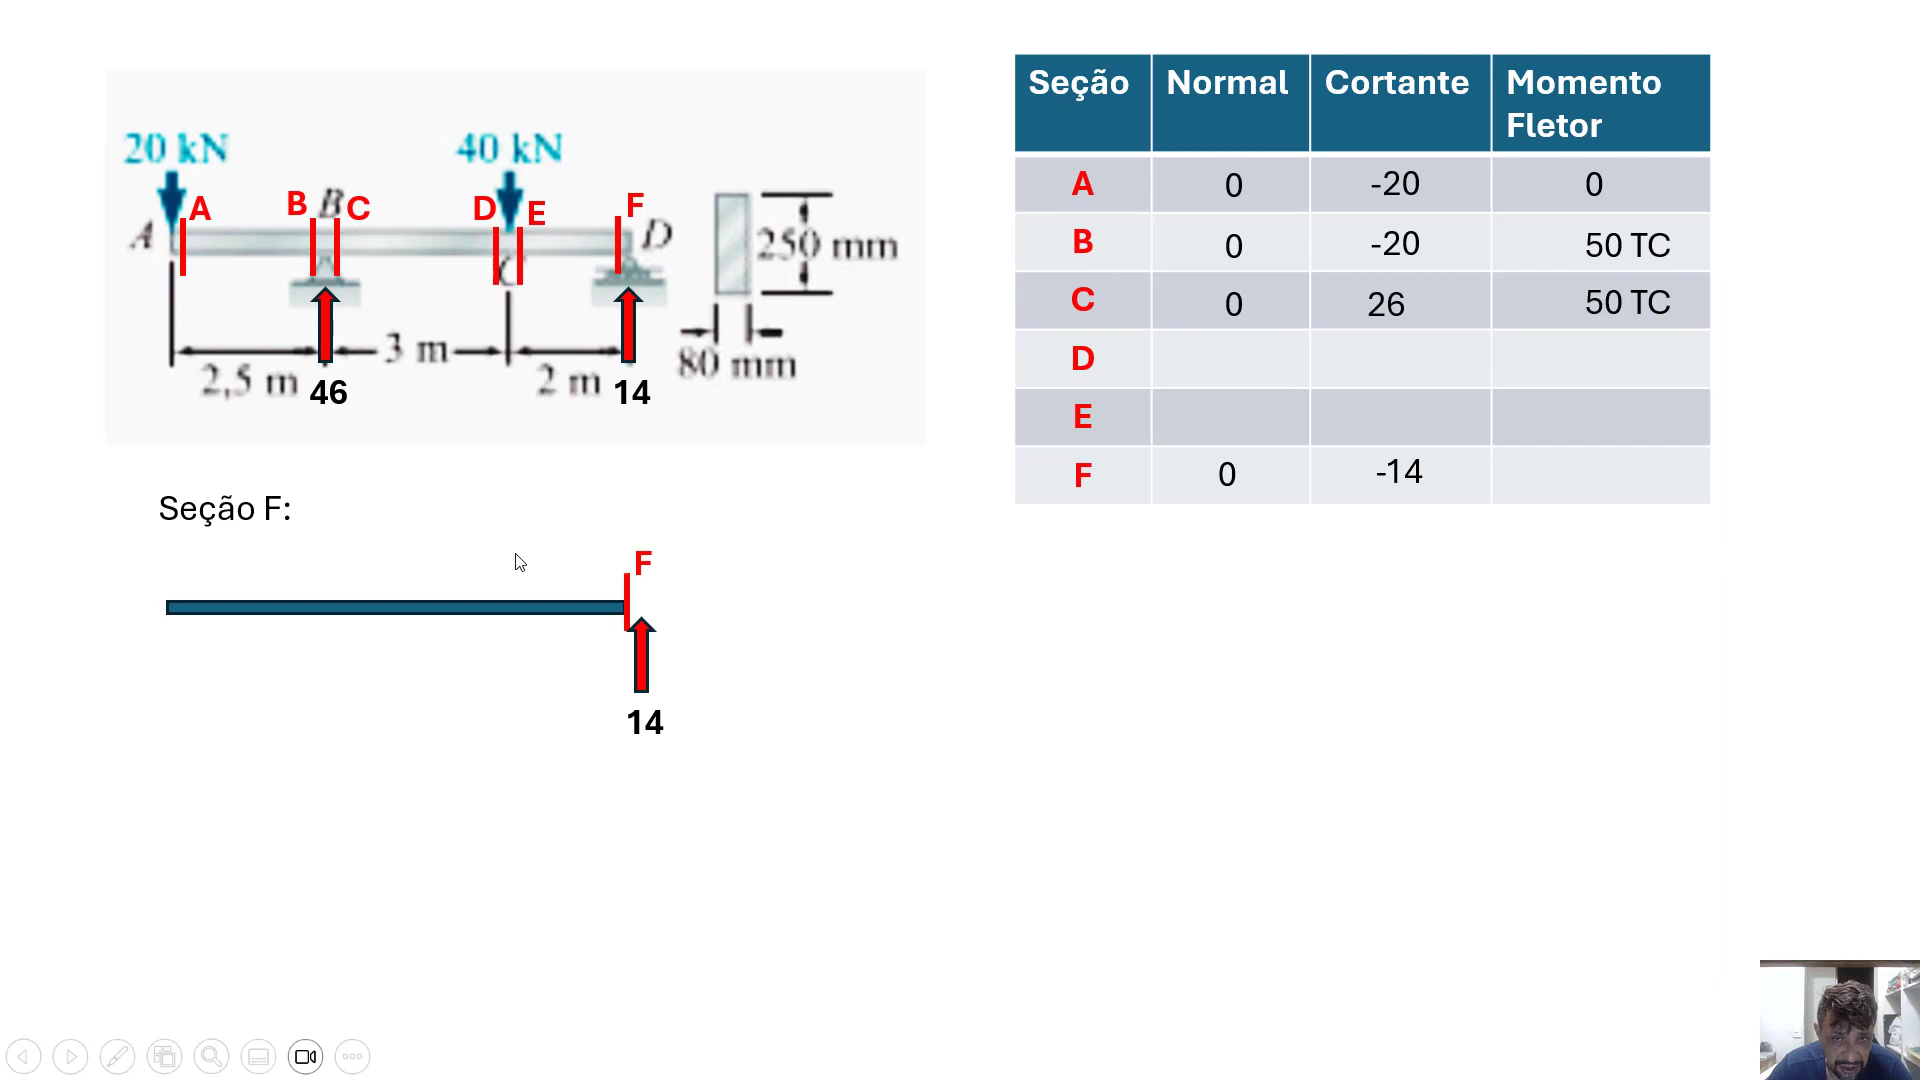 20 kN
40 kN
A
A
B
B
C
D
E
C
F
D
250 mm
80 mm
2,5 m
3 m
2 m
46
14
Seção Normal Cortante Momento Fletor
A 0 -20 0
B 0 -20 50 TC
C 0 26 50 TC
D
E
F 0 -14
Seção F:
F
14